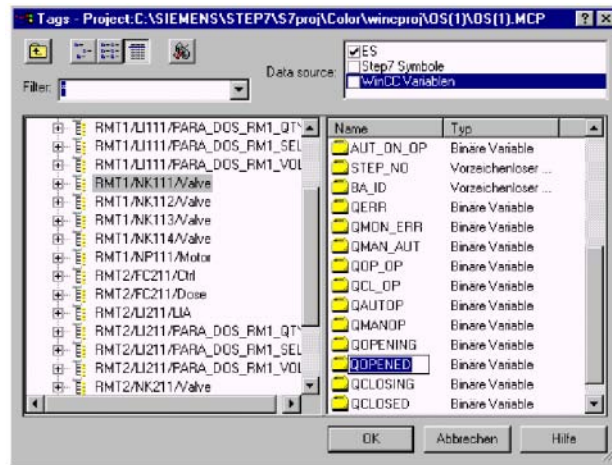 Tags - Project:C:\SIEMENS\STEP7\S7proj\Color\wincproj\OS(1)\OS(1).MCP
Filter:
Data source:
ES
Step7 Symbole
WinCC Variablen
RMT1/LI111/PARA_DOS_RM1_QTY
RMT1/LI111/PARA_DOS_RM1_SEL
RMT1/LI111/PARA_DOS_RM1_VOL
RMT1/NK111/Valve
RMT1/NK112/Valve
RMT1/NK113/Valve
RMT1/NK114/Valve
RMT1/NP111/Motor
RMT2/FC211/Ctrl
RMT2/FC211/Dose
RMT2/LI211/LIA
RMT2/LI211/PARA_DOS_RM1_QTY
RMT2/LI211/PARA_DOS_RM1_SEL
RMT2/LI211/PARA_DOS_RM1_VOL
RMT2/NK211/Valve
Name Typ
AUT_ON_OP Binäre Variable
STEP_NO Vorzeichenloser ...
BA_ID Vorzeichenloser ...
QERR Binäre Variable
QMON_ERR Binäre Variable
QMAN_AUT Binäre Variable
QOP_OP Binäre Variable
QCL_OP Binäre Variable
QAUTOP Binäre Variable
QMANOP Binäre Variable
QOPENING Binäre Variable
QOPENED Binäre Variable
QCLOSING Binäre Variable
QCLOSED Binäre Variable
OK Abbrechen Hilfe